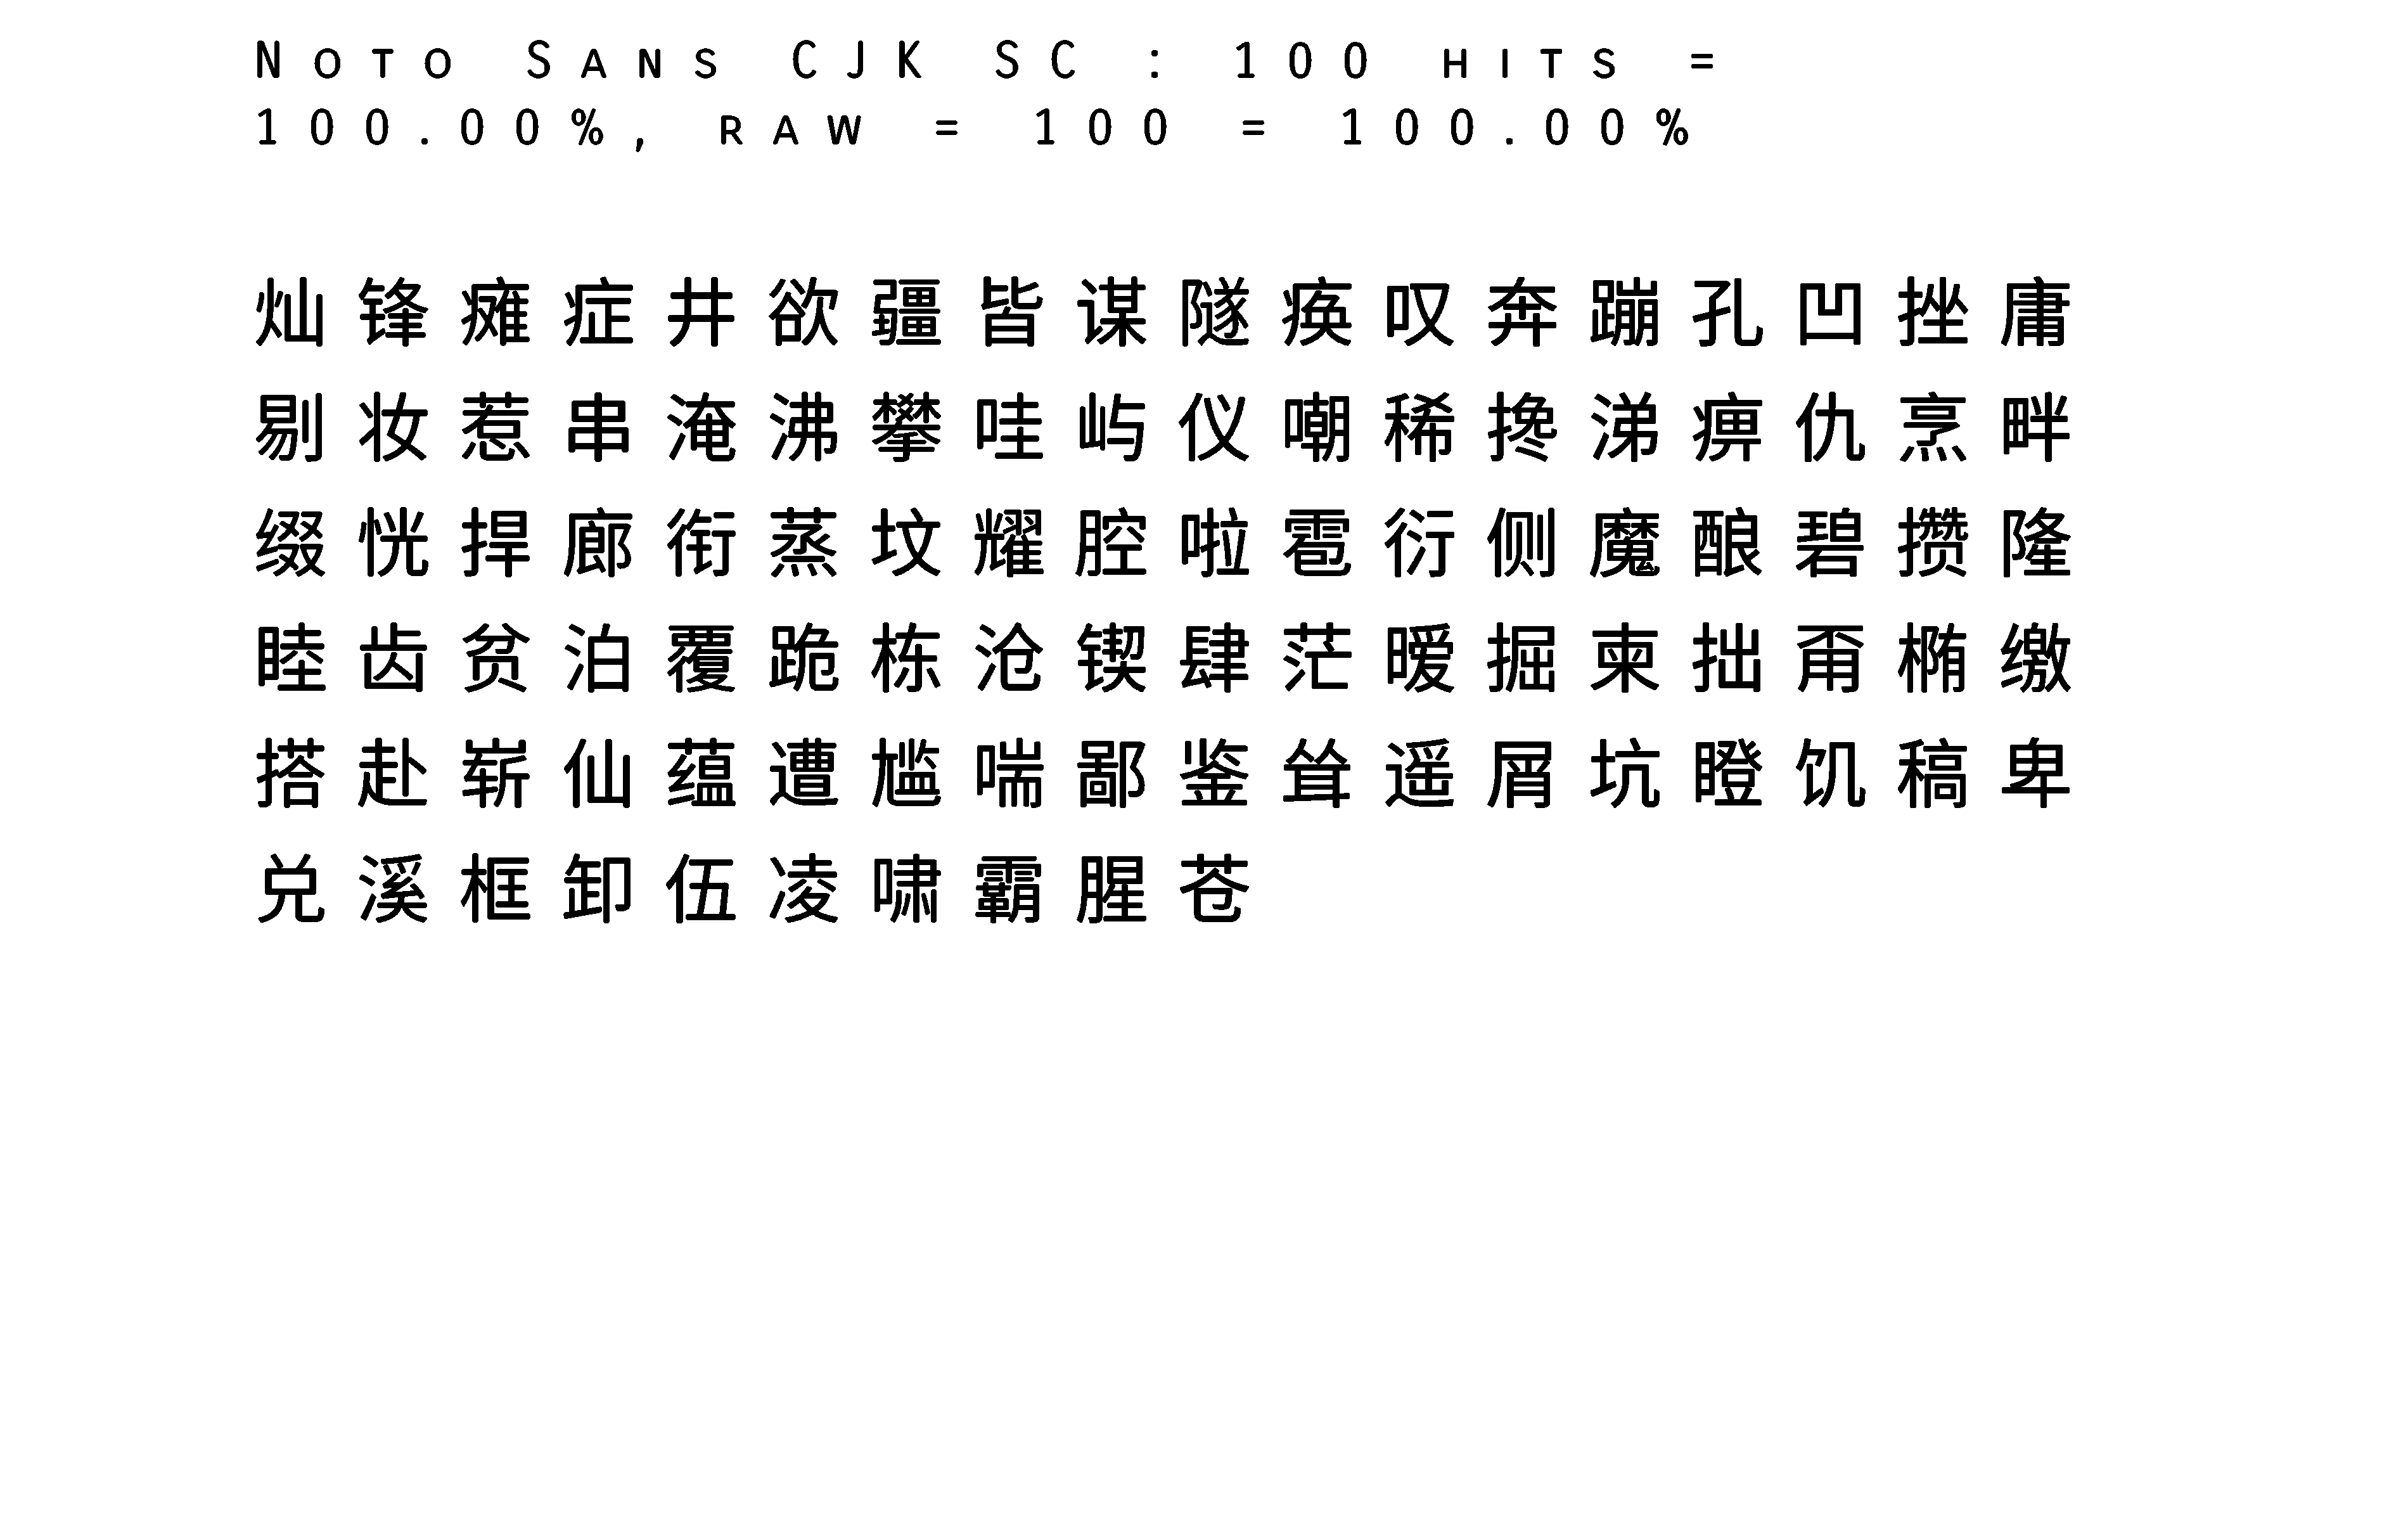 Noto Sans CJK SC : 100 hits =
100.00%, raw = 100 = 100.00%
灿锋瘫症井欲疆皆谋隧痪叹奔蹦孔凹挫庸
剔妆惹串淹沸攀哇屿仪嘲稀搀涕痹仇烹畔
缀恍捍廊衔蒸坟耀腔啦雹衍侧魔酿碧攒隆
睦齿贫泊覆跪栋沧锲肆茫暧掘柬拙甭椭缴
搭赴崭仙蕴遭尴喘鄙鉴耸遥屑坑瞪饥稿卑
兑溪框卸伍凌啸霸腥苍